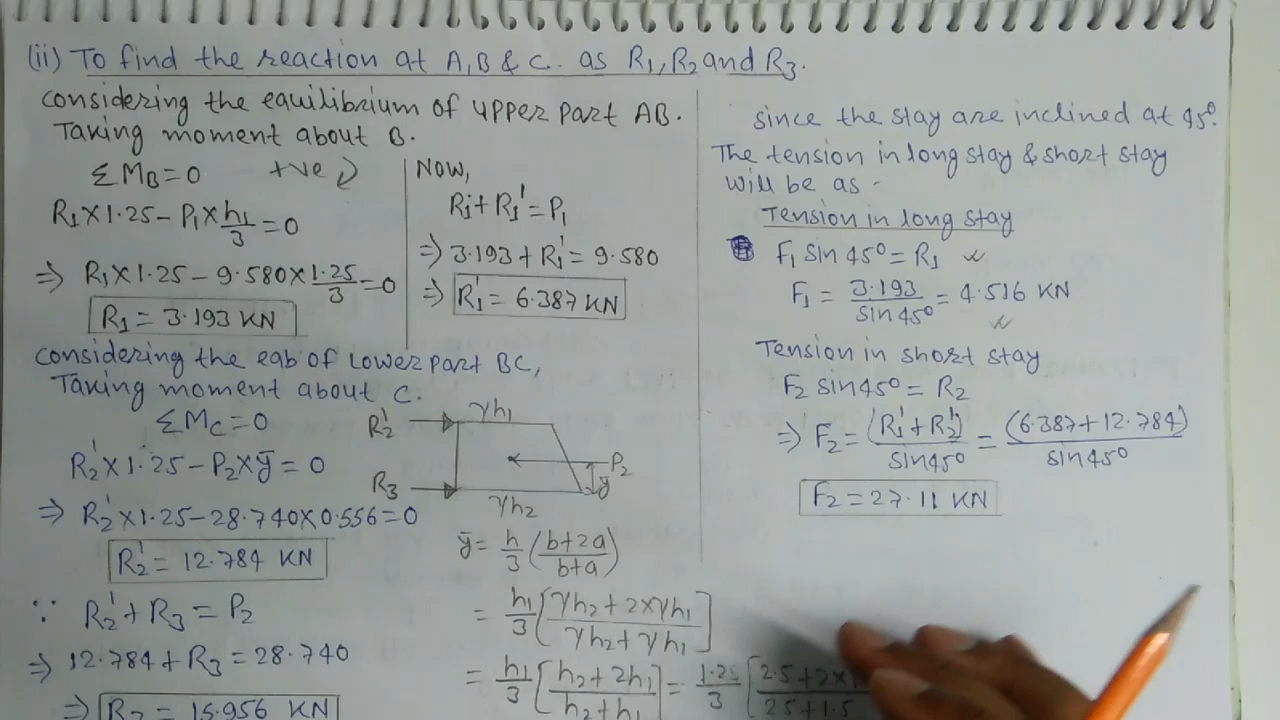 (ii) To find the reaction at A, B & C. as R₁, R₂ and R₃.
Considering the equilibrium of upper part AB.
Taking moment about B.
ΣM_B = 0 +ve
R₁ × 1.25 − P₁ × h₁/3 = 0
⇒ R₁ × 1.25 − 9.580 × 1.25/3 = 0
R₁ = 3.193 KN
Now,
R₁ + R₁' = P₁
⇒ 3.193 + R₁' = 9.580
⇒ R₁' = 6.387 KN
Considering the eqb of Lower part BC,
Taking moment about C.
ΣM_C = 0
R₂' × 1.25 − P₂ × ȳ = 0
⇒ R₂' × 1.25 − 28.740 × 0.556 = 0
R₂' = 12.784 KN
∵ R₂' + R₃ = P₂
⇒ 12.784 + R₃ = 28.740
⇒ R₃ = 15.956 KN
γh₁
R₂'
P₂
ȳ
R₃
γh₂
ȳ = h/3 (b+2a / b+a)
= h₁/3 [γh₂ + 2×γh₁ / γh₂ + γh₁]
= h₁/3 [h₂ + 2h₁ / h₂ + h₁] = 1.25/3 [2.5 + 2×
since the stay are inclined at 45°.
The tension in long stay & short stay
will be as -
Tension in long stay
F₁ sin 45° = R₁
F₁ = 3.193 / sin 45° = 4.516 KN
Tension in short stay
F₂ sin 45° = R₂
⇒ F₂ = (R₁' + R₂') / sin 45° = (6.387 + 12.784) / sin 45°
F₂ = 27.11 KN